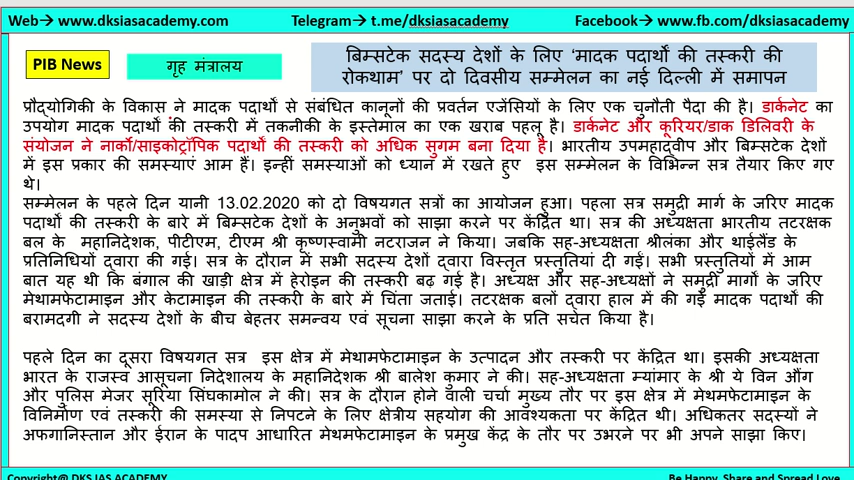 Web→ www.dksiasacademy.com Telegram→ t.me/dksiasacademy Facebook→ www.fb.com/dksiasacademy
PIB News
गृह मंत्रालय
बिम्सटेक सदस्य देशों के लिए ‘मादक पदार्थों की तस्करी की
रोकथाम’ पर दो दिवसीय सम्मेलन का नई दिल्ली में समापन
प्रौद्योगिकी के विकास ने मादक पदार्थों से संबंधित कानूनों की प्रवर्तन एजेंसियों के लिए एक चुनौती पैदा की है। डार्कनेट का
उपयोग मादक पदार्थों की तस्करी में तकनीकी के इस्तेमाल का एक खराब पहलू है। डार्कनेट और कूरियर/डाक डिलिवरी के
संयोजन ने नार्को/साइकोट्रॉपिक पदार्थों की तस्करी को अधिक सुगम बना दिया है। भारतीय उपमहाद्वीप और बिम्सटेक देशों
में इस प्रकार की समस्याएं आम हैं। इन्हीं समस्याओं को ध्यान में रखते हुए इस सम्मेलन के विभिन्न सत्र तैयार किए गए
थे।
सम्मेलन के पहले दिन यानी 13.02.2020 को दो विषयगत सत्रों का आयोजन हुआ। पहला सत्र समुद्री मार्ग के जरिए मादक
पदार्थों की तस्करी के बारे में बिम्सटेक देशों के अनुभवों को साझा करने पर केंद्रित था। सत्र की अध्यक्षता भारतीय तटरक्षक
बल के महानिदेशक, पीटीएम, टीएम श्री कृष्णस्वामी नटराजन ने किया। जबकि सह-अध्यक्षता श्रीलंका और थाईलैंड के
प्रतिनिधियों द्वारा की गई। सत्र के दौरान में सभी सदस्य देशों द्वारा विस्तृत प्रस्तुतियां दी गईं। सभी प्रस्तुतियों में आम
बात यह थी कि बंगाल की खाड़ी क्षेत्र में हेरोइन की तस्करी बढ़ गई है। अध्यक्ष और सह-अध्यक्षों ने समुद्री मार्गों के जरिए
मेथामफेटामाइन और केटामाइन की तस्करी के बारे में चिंता जताई। तटरक्षक बलों द्वारा हाल में की गई मादक पदार्थों की
बरामदगी ने सदस्य देशों के बीच बेहतर समन्वय एवं सूचना साझा करने के प्रति सचेत किया है।
पहले दिन का दूसरा विषयगत सत्र इस क्षेत्र में मेथामफेटामाइन के उत्पादन और तस्करी पर केंद्रित था। इसकी अध्यक्षता
भारत के राजस्व आसूचना निदेशालय के महानिदेशक श्री बालेश कुमार ने की। सह-अध्यक्षता म्यांमार के श्री ये विन औंग
और पुलिस मेजर सूरिया सिंघकामोल ने की। सत्र के दौरान होने वाली चर्चा मुख्य तौर पर इस क्षेत्र में मेथामफेटामाइन के
विनिर्माण एवं तस्करी की समस्या से निपटने के लिए क्षेत्रीय सहयोग की आवश्यकता पर केंद्रित थी। अधिकतर सदस्यों ने
अफगानिस्तान और ईरान के पादप आधारित मेथमफेटामाइन के प्रमुख केंद्र के तौर पर उभरने पर भी अपने साझा किए।
Copyright@ DKS IAS ACADEMY Be Happy, Share and Spread Love